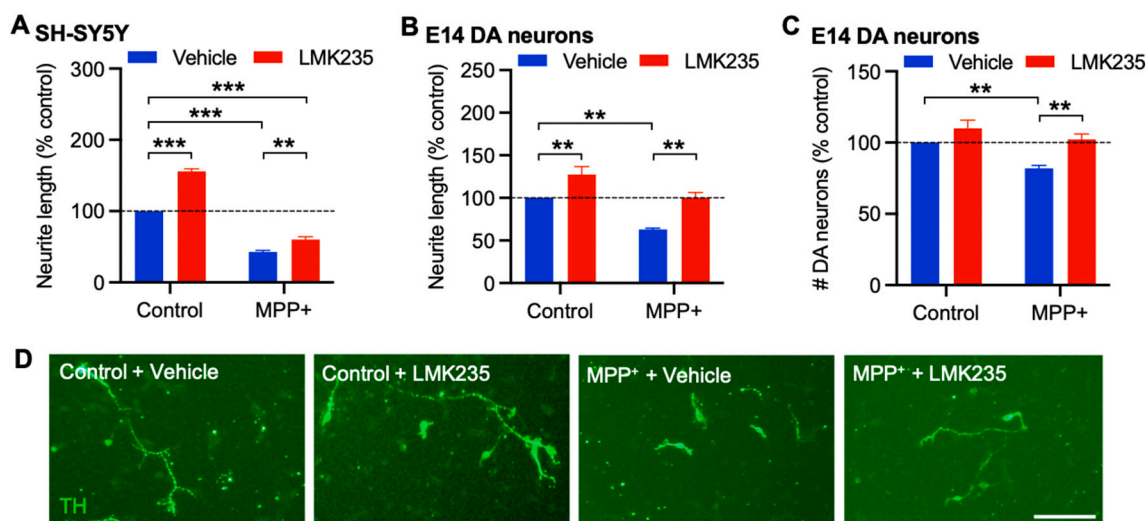 A SH-SY5Y
Vehicle LMK235
Neurite length (% control)
300
200
100
0
***
***
***
**
Control MPP+
B E14 DA neurons
Vehicle LMK235
Neurite length (% control)
250
200
150
100
50
0
**
**
**
Control MPP+
C E14 DA neurons
Vehicle LMK235
# DA neurons (% control)
150
100
50
0
**
**
Control MPP+
D
Control + Vehicle
TH
Control + LMK235
MPP⁺ + Vehicle
MPP⁺ + LMK235